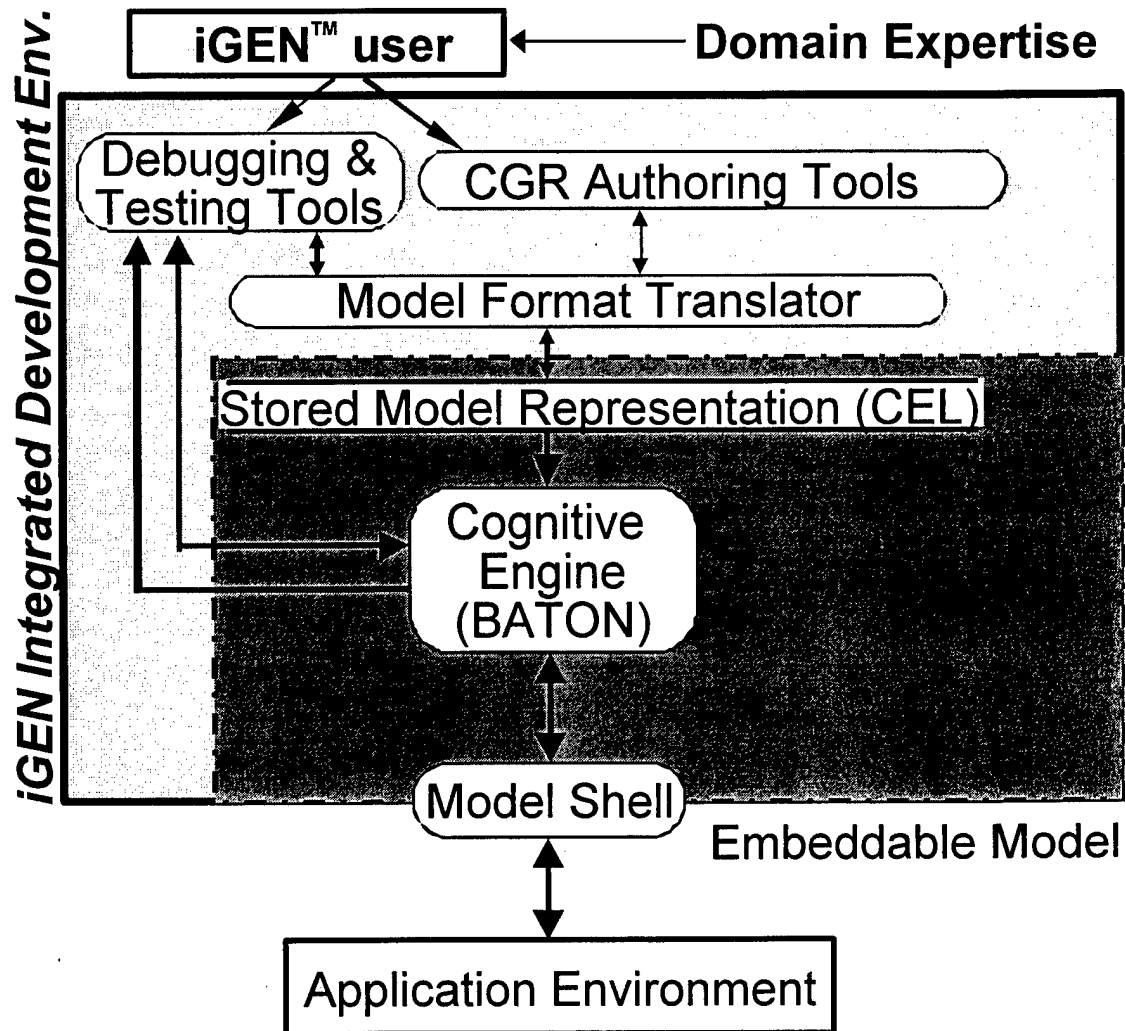 iGEN™ user
Domain Expertise
iGEN Integrated Development Env.
Debugging &
Testing Tools
CGR Authoring Tools
Model Format Translator
Stored Model Representation (CEL)
Cognitive
Engine
(BATON)
Model Shell
Embeddable Model
Application Environment